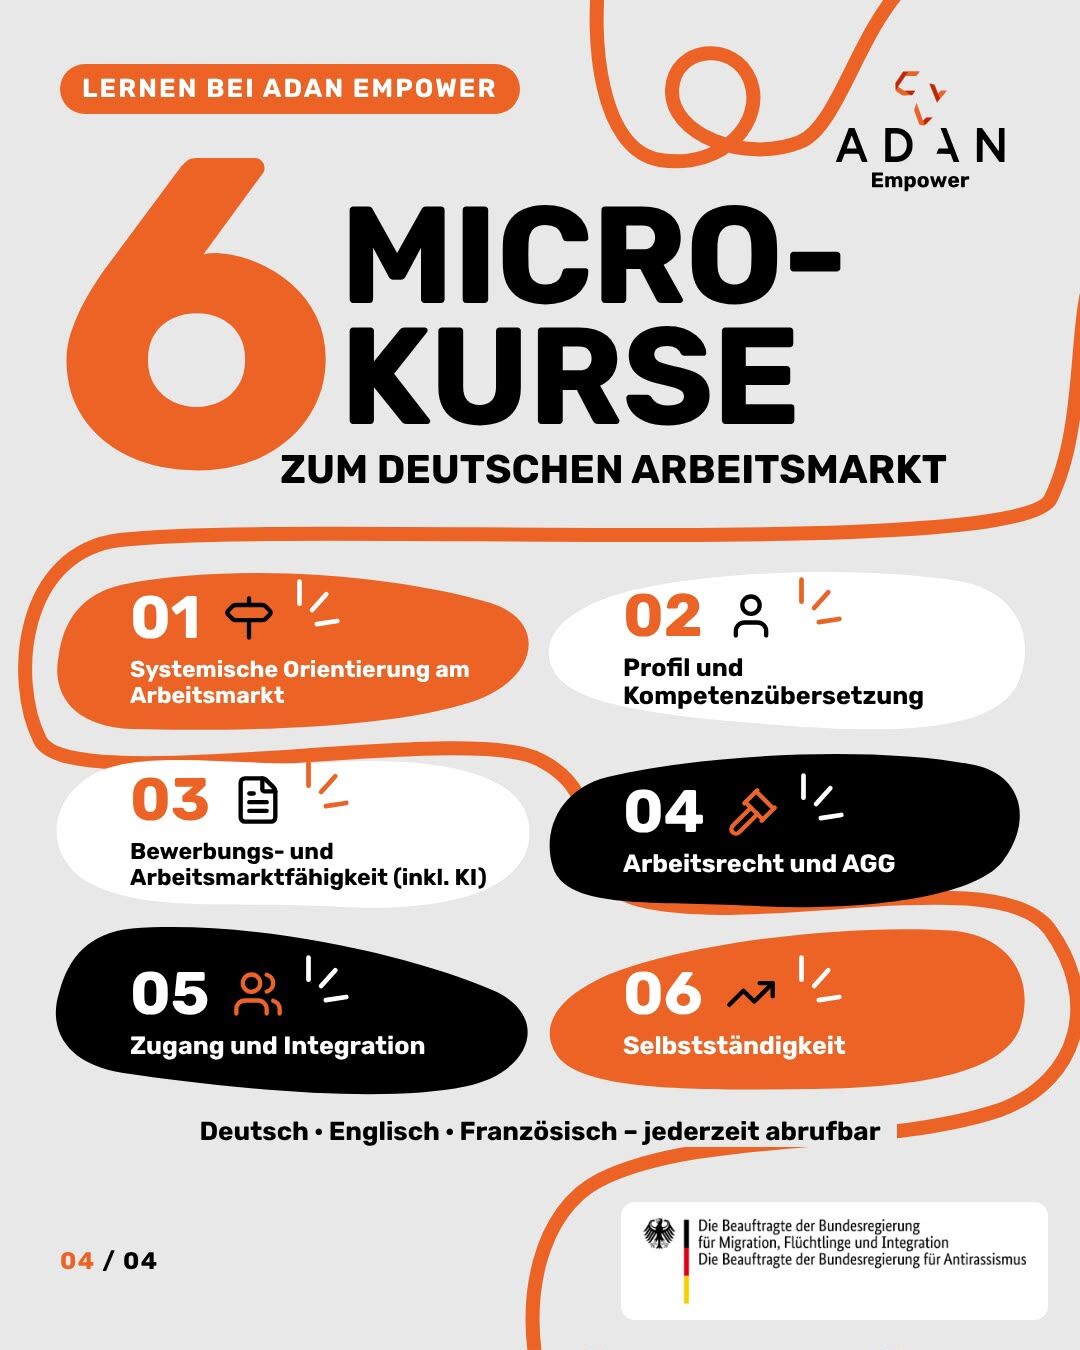 LERNEN BEI ADAN EMPOWER
ADAN
Empower
6 MICRO-
KURSE
ZUM DEUTSCHEN ARBEITSMARKT
01
Systemische Orientierung am
Arbeitsmarkt
02
Profil und
Kompetenzübersetzung
03
Bewerbungs- und
Arbeitsmarktfähigkeit (inkl. KI)
04
Arbeitsrecht und AGG
05
Zugang und Integration
06
Selbstständigkeit
Deutsch • Englisch • Französisch – jederzeit abrufbar
04 / 04
Die Beauftragte der Bundesregierung
für Migration, Flüchtlinge und Integration
Die Beauftragte der Bundesregierung für Antirassismus